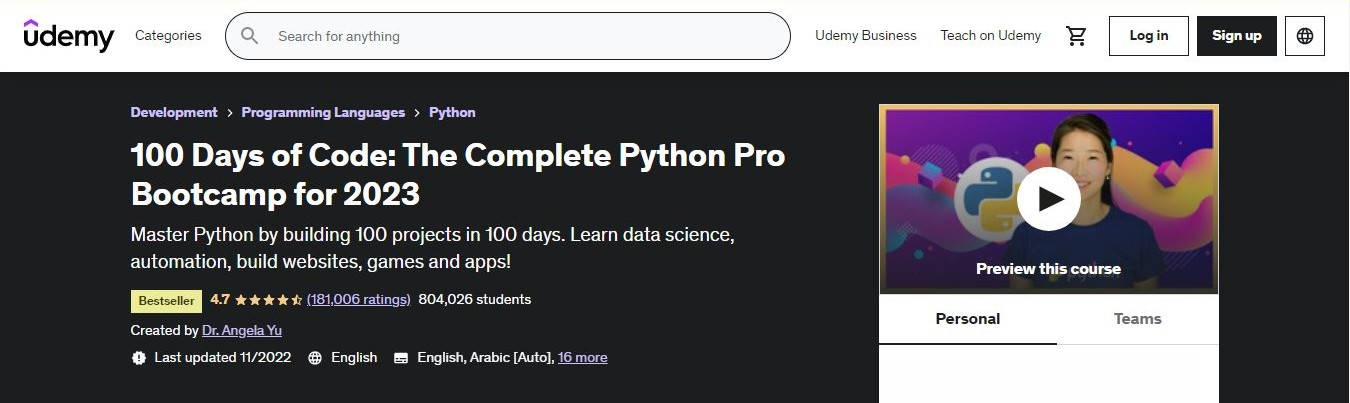 udemy Categories Search for anything Udemy Business Teach on Udemy Log in Sign up
Development > Programming Languages > Python
100 Days of Code: The Complete Python Pro
Bootcamp for 2023
Master Python by building 100 projects in 100 days. Learn data science,
automation, build websites, games and apps!
Bestseller 4.7 (181,006 ratings) 804,026 students
Created by Dr. Angela Yu
Last updated 11/2022 English English, Arabic [Auto], 16 more
Preview this course
Personal Teams